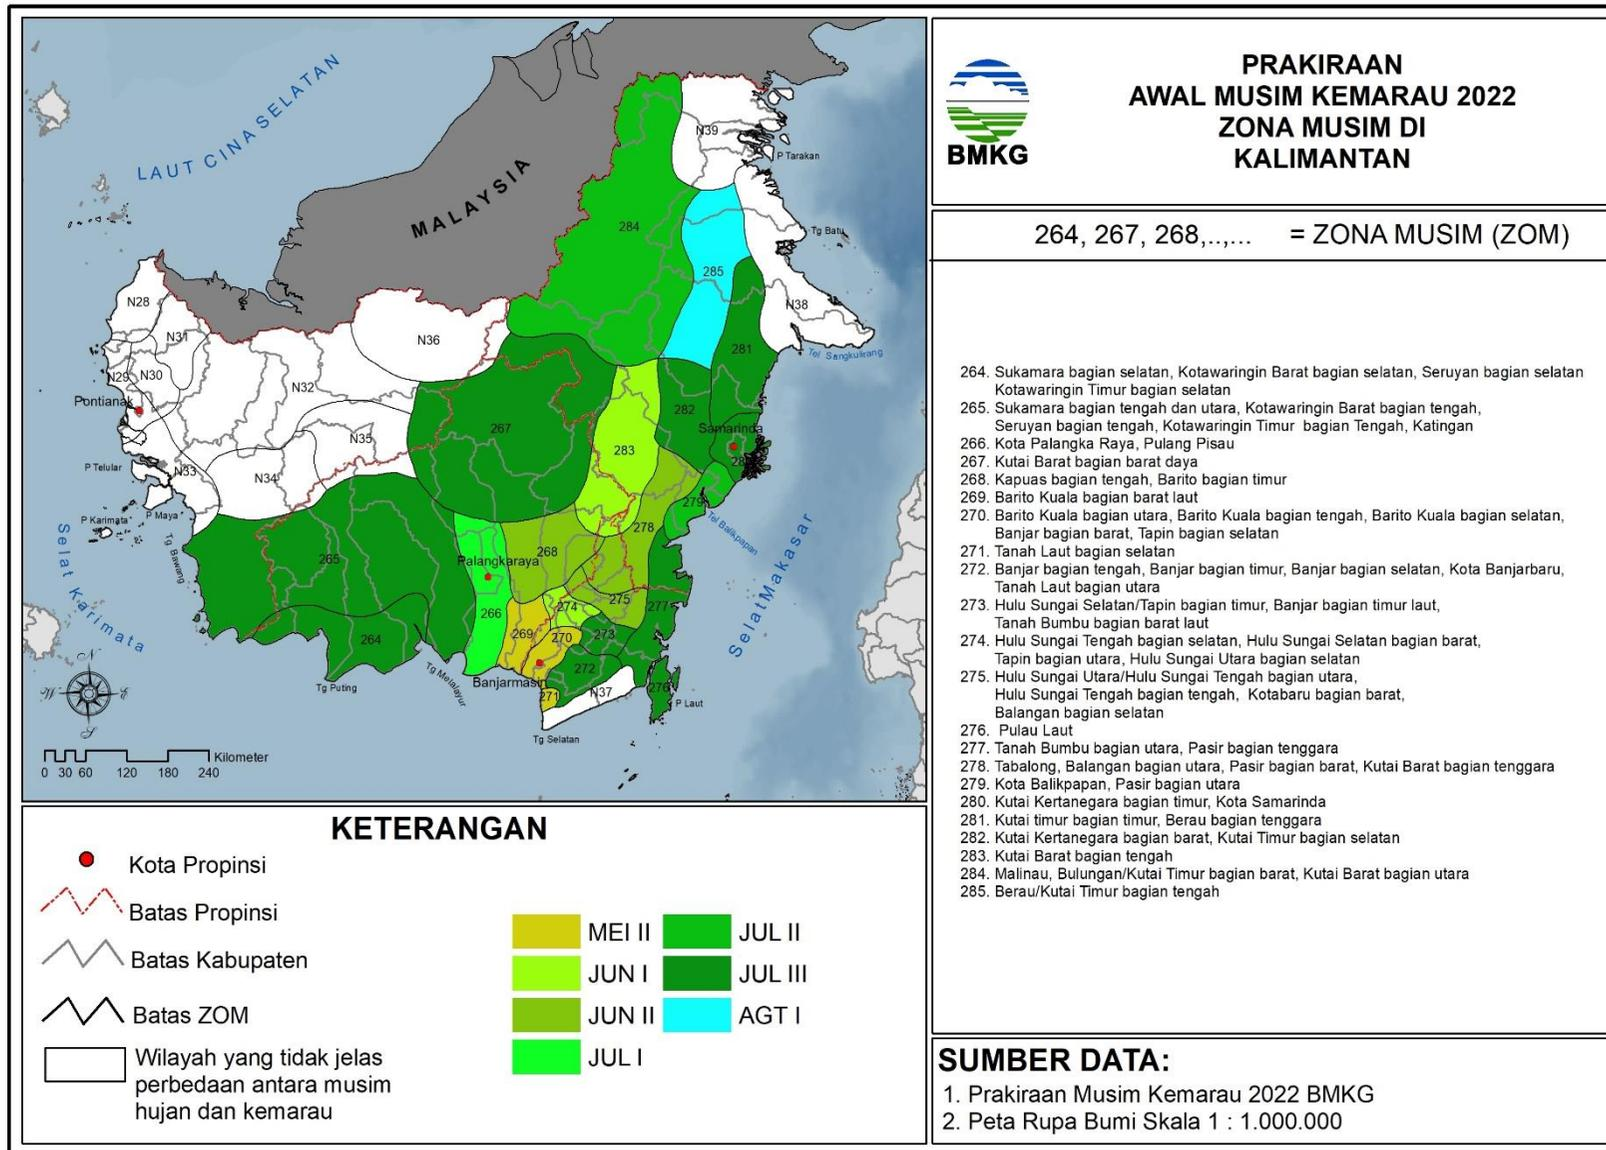 LAUT CINA SELATAN
MALAYSIA
N39
P Tarakan
284
Tg Batu
285
N28
N38
N31
N36
281
Tel Sangkulirang
N29
N30
N32
282
Pontianak
267
Samarinda
N35
283
28
P Telular
N33
N34
279
P Karimata
P Maya
278
Tel Balikpapan
Selat Karimata
Tg Bawang
265
268
Palangkaraya
Selat Makasar
274
275
277
266
269
270
273
264
272
Tg Puting
Tg Melalayur
Banjarmasin
271
N37
276
P Laut
Tg Selatan
N
W
E
S
Kilometer
0 30 60 120 180 240
BMKG
PRAKIRAAN
AWAL MUSIM KEMARAU 2022
ZONA MUSIM DI
KALIMANTAN
264, 267, 268,..,... = ZONA MUSIM (ZOM)
264. Sukamara bagian selatan, Kotawaringin Barat bagian selatan, Seruyan bagian selatan
Kotawaringin Timur bagian selatan
265. Sukamara bagian tengah dan utara, Kotawaringin Barat bagian tengah,
Seruyan bagian tengah, Kotawaringin Timur bagian Tengah, Katingan
266. Kota Palangka Raya, Pulang Pisau
267. Kutai Barat bagian barat daya
268. Kapuas bagian tengah, Barito bagian timur
269. Barito Kuala bagian barat laut
270. Barito Kuala bagian utara, Barito Kuala bagian tengah, Barito Kuala bagian selatan,
Banjar bagian barat, Tapin bagian selatan
271. Tanah Laut bagian selatan
272. Banjar bagian tengah, Banjar bagian timur, Banjar bagian selatan, Kota Banjarbaru,
Tanah Laut bagian utara
273. Hulu Sungai Selatan/Tapin bagian timur, Banjar bagian timur laut,
Tanah Bumbu bagian barat laut
274. Hulu Sungai Tengah bagian selatan, Hulu Sungai Selatan bagian barat,
Tapin bagian utara, Hulu Sungai Utara bagian selatan
275. Hulu Sungai Utara/Hulu Sungai Tengah bagian utara,
Hulu Sungai Tengah bagian tengah, Kotabaru bagian barat,
Balangan bagian selatan
276. Pulau Laut
277. Tanah Bumbu bagian utara, Pasir bagian tenggara
278. Tabalong, Balangan bagian utara, Pasir bagian barat, Kutai Barat bagian tenggara
279. Kota Balikpapan, Pasir bagian utara
280. Kutai Kertanegara bagian timur, Kota Samarinda
281. Kutai timur bagian timur, Berau bagian tenggara
282. Kutai Kertanegara bagian barat, Kutai Timur bagian selatan
283. Kutai Barat bagian tengah
284. Malinau, Bulungan/Kutai Timur bagian barat, Kutai Barat bagian utara
285. Berau/Kutai Timur bagian tengah
KETERANGAN
Kota Propinsi
Batas Propinsi
Batas Kabupaten
Batas ZOM
Wilayah yang tidak jelas
perbedaan antara musim
hujan dan kemarau
MEI II
JUN I
JUN II
JUL I
JUL II
JUL III
AGT I
SUMBER DATA:
1. Prakiraan Musim Kemarau 2022 BMKG
2. Peta Rupa Bumi Skala 1 : 1.000.000